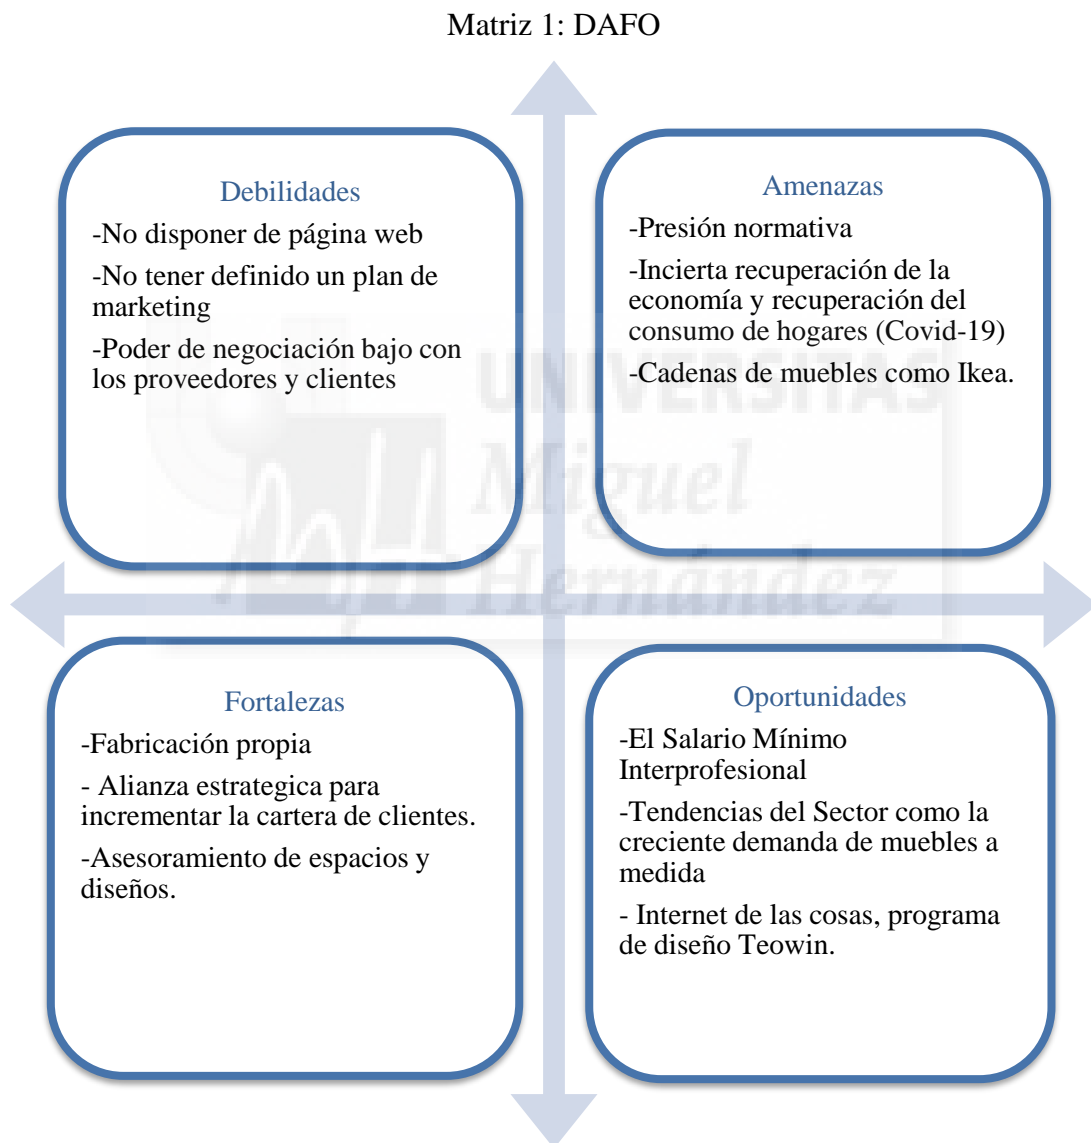 Matriz 1: DAFO
Debilidades
-No disponer de página web
-No tener definido un plan de
marketing
-Poder de negociación bajo con
los proveedores y clientes
Amenazas
-Presión normativa
-Incierta recuperación de la
economía y recuperación del
consumo de hogares (Covid-19)
-Cadenas de muebles como Ikea.
UNIVERSITAS
Miguel
Hernández
Fortalezas
-Fabricación propia
- Alianza estrategica para
incrementar la cartera de clientes.
-Asesoramiento de espacios y
diseños.
Oportunidades
-El Salario Mínimo
Interprofesional
-Tendencias del Sector como la
creciente demanda de muebles a
medida
- Internet de las cosas, programa
de diseño Teowin.